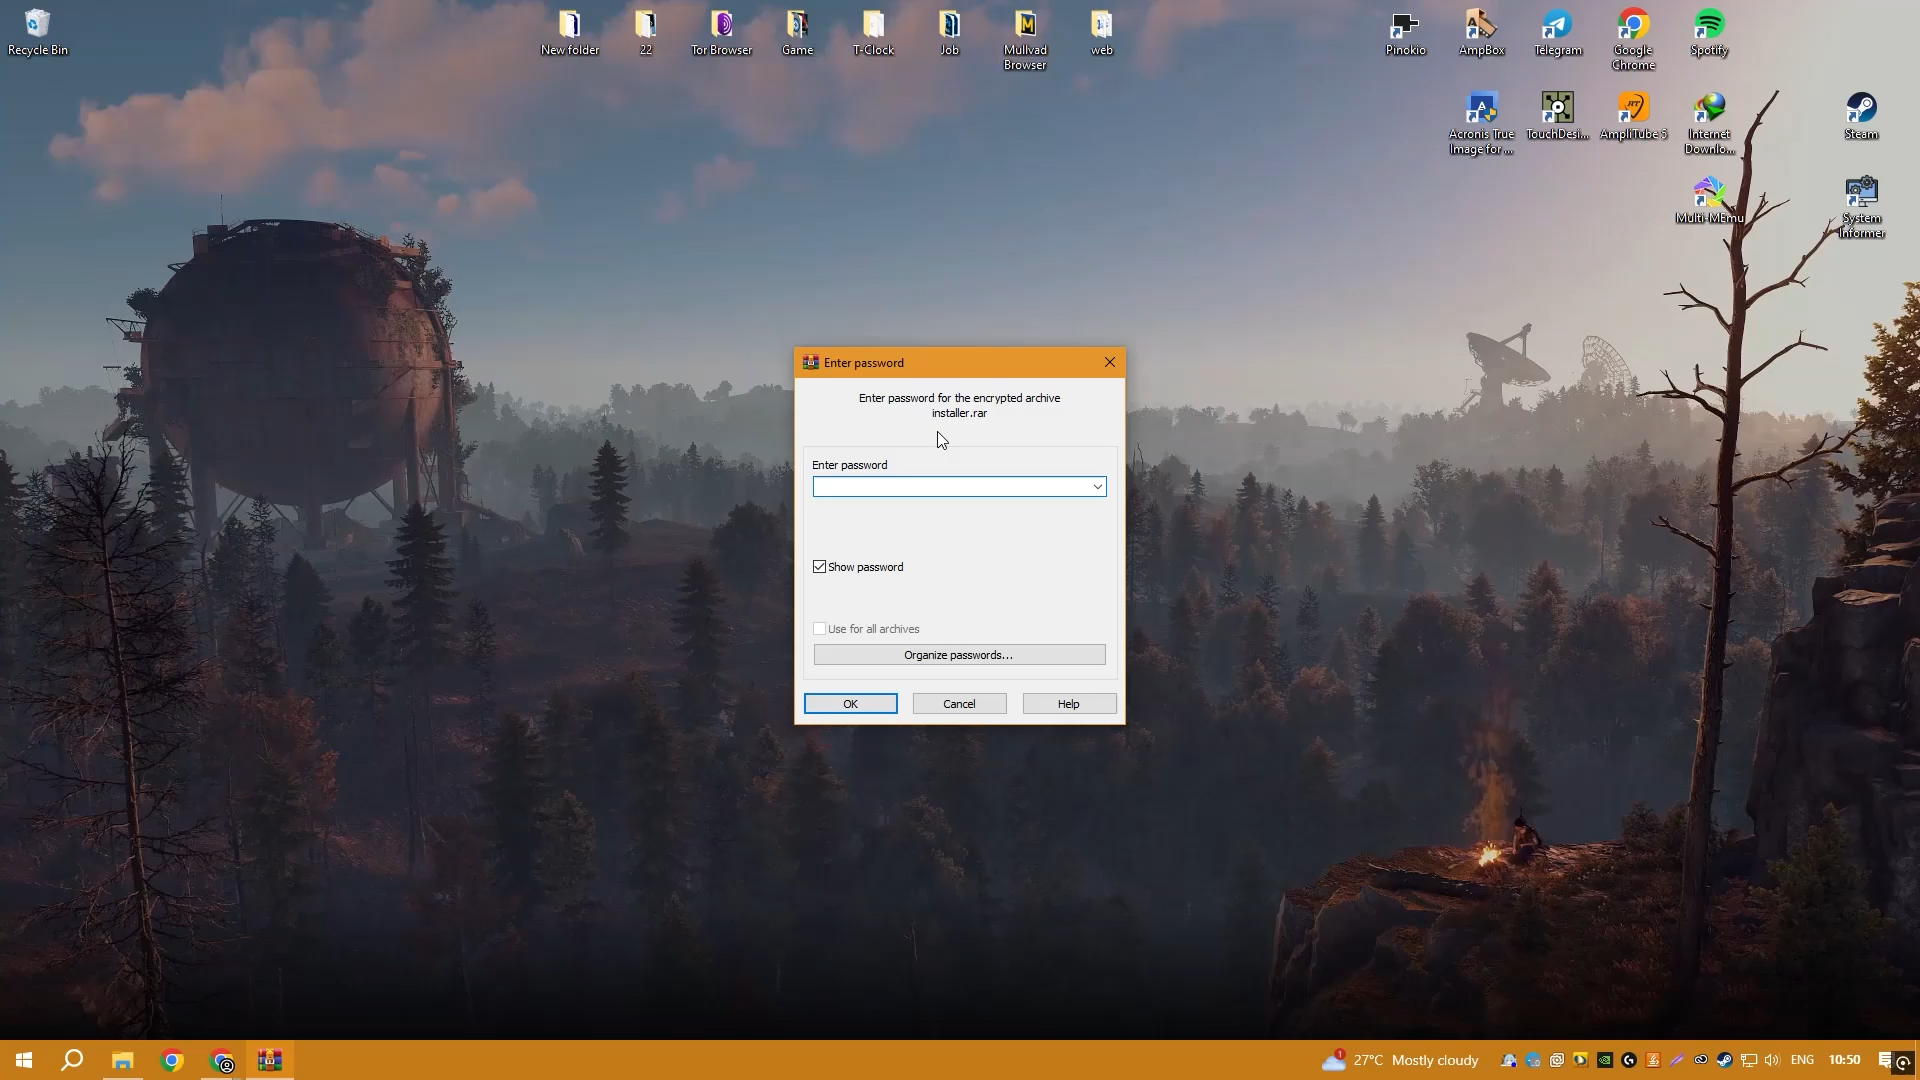 Recycle Bin
New folder
22
Tor Browser
Game
T-Clock
Job
Mullvad
Browser
web
Pinokio
AmpBox
Telegram
Google
Chrome
Spotify
Acronis True
Image for ...
TouchDesi...
AmpliTube 5
Internet
Downlo...
Steam
Multi-MEmu
System
Informer
Enter password
Enter password for the encrypted archive
installer.rar
Enter password
Show password
Use for all archives
Organize passwords...
OK
Cancel
Help
1
27°C Mostly cloudy
ENG
10:50